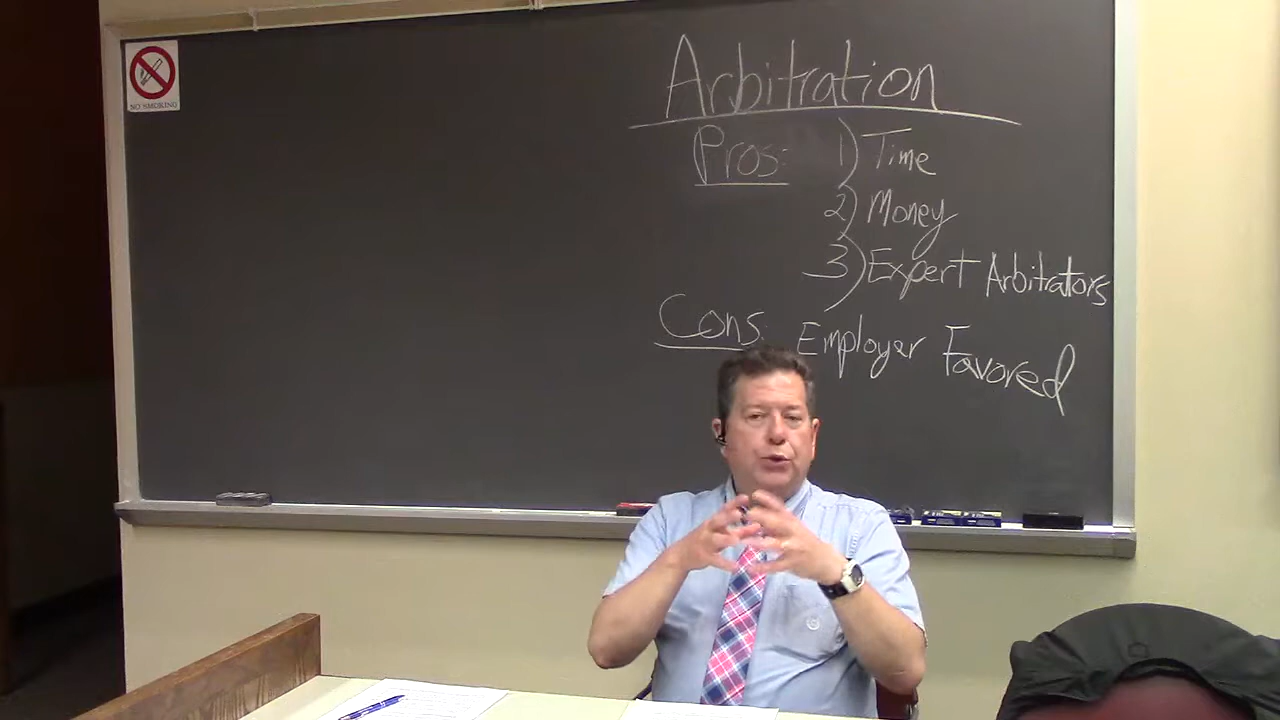 NO SMOKING
Arbitration
Pros: 1) Time
2) Money
3) Expert Arbitrators
Cons: Employer Favored